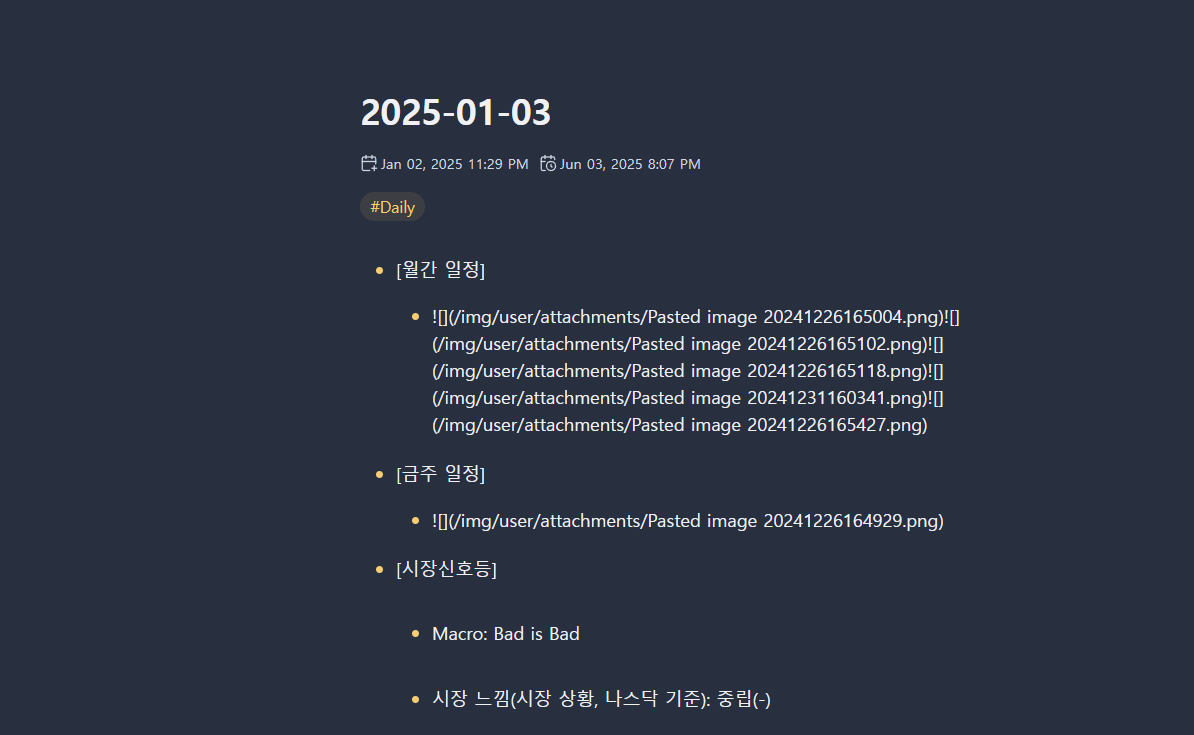 2025-01-03
Jan 02, 2025 11:29 PM Jun 03, 2025 8:07 PM
#Daily
[월간 일정]
![](/img/user/attachments/Pasted image 20241226165004.png)![]
(/img/user/attachments/Pasted image 20241226165102.png)![]
(/img/user/attachments/Pasted image 20241226165118.png)![]
(/img/user/attachments/Pasted image 20241231160341.png)![]
(/img/user/attachments/Pasted image 20241226165427.png)
[금주 일정]
![](/img/user/attachments/Pasted image 20241226164929.png)
[시장신호등]
Macro: Bad is Bad
시장 느낌(시장 상황, 나스닥 기준): 중립(-)